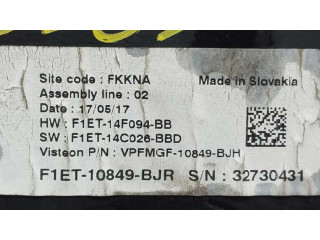 Site code : FKKNA
Made in Slovakia
Assembly line : 02
Date : 17/05/17
HW : F1ET-14F094-BB
SW : F1ET-14C026-BBD
Visteon P/N : VPFMGF-10849-BJH
F1ET-10849-BJR S/N : 32730431